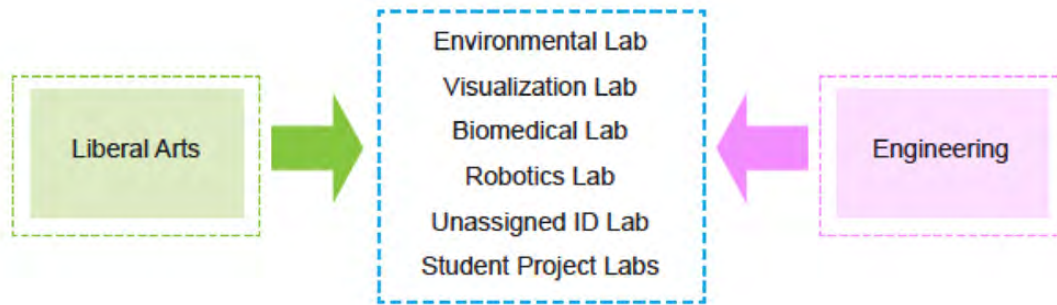 Liberal Arts
Environmental Lab
Visualization Lab
Biomedical Lab
Robotics Lab
Unassigned ID Lab
Student Project Labs
Engineering